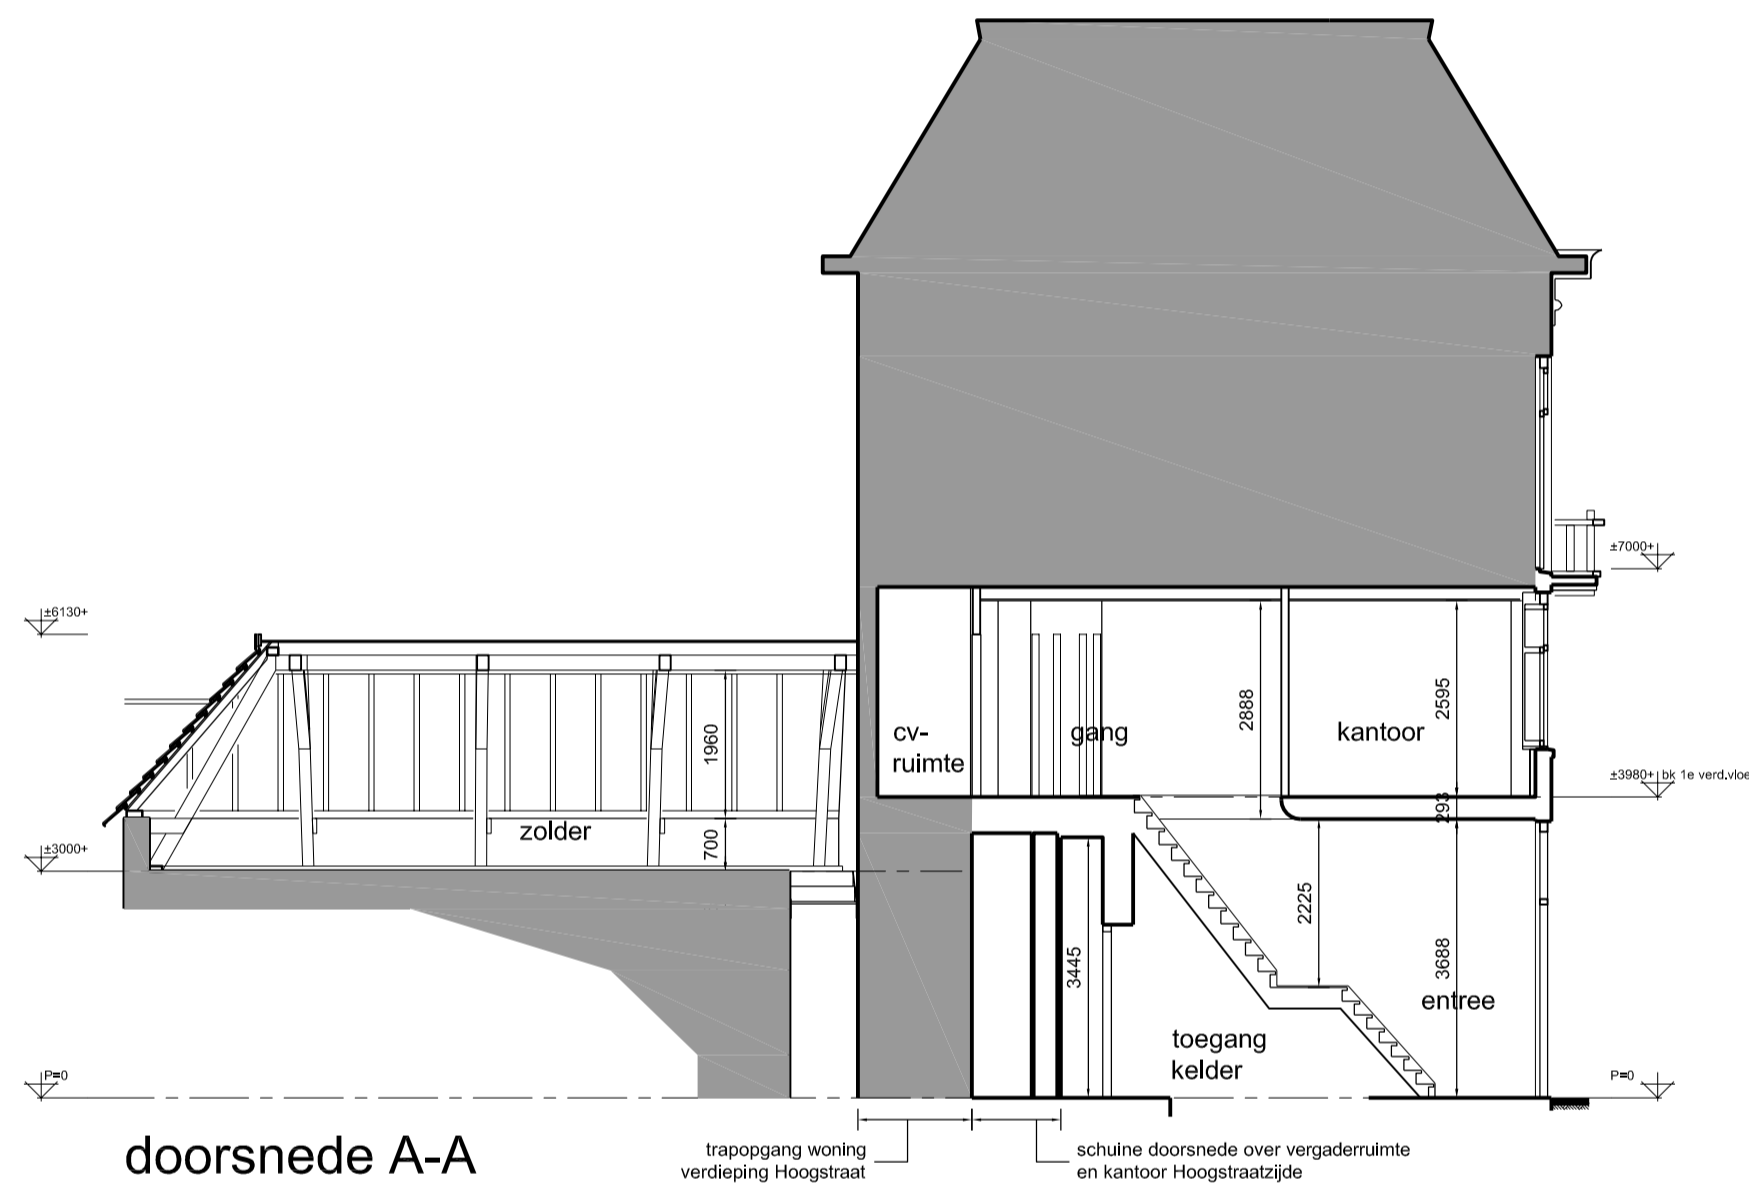 ±7000+
±6130+
2888
2595
cv-
ruimte
gang
kantoor
1960
±3980+ bk 1e verd.vloe
293
zolder
700
±3000+
2225
3445
3688
entree
toegang
kelder
P=0
P=0
doorsnede A-A
trapopgang woning
verdieping Hoogstraat
schuine doorsnede over vergaderruimte
en kantoor Hoogstraatzijde